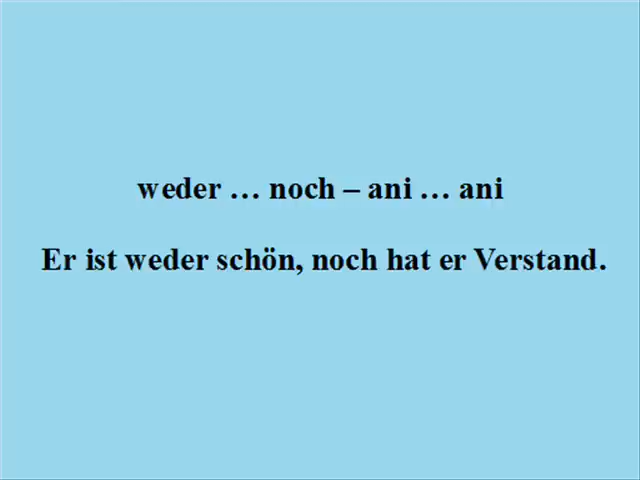 weder … noch – ani … ani
Er ist weder schön, noch hat er Verstand.